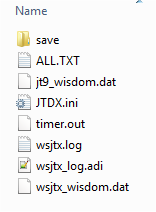 Name
save
ALL.TXT
jt9_wisdom.dat
JTDX.ini
timer.out
wsjtx.log
wsjtx_log.adi
wsjtx_wisdom.dat